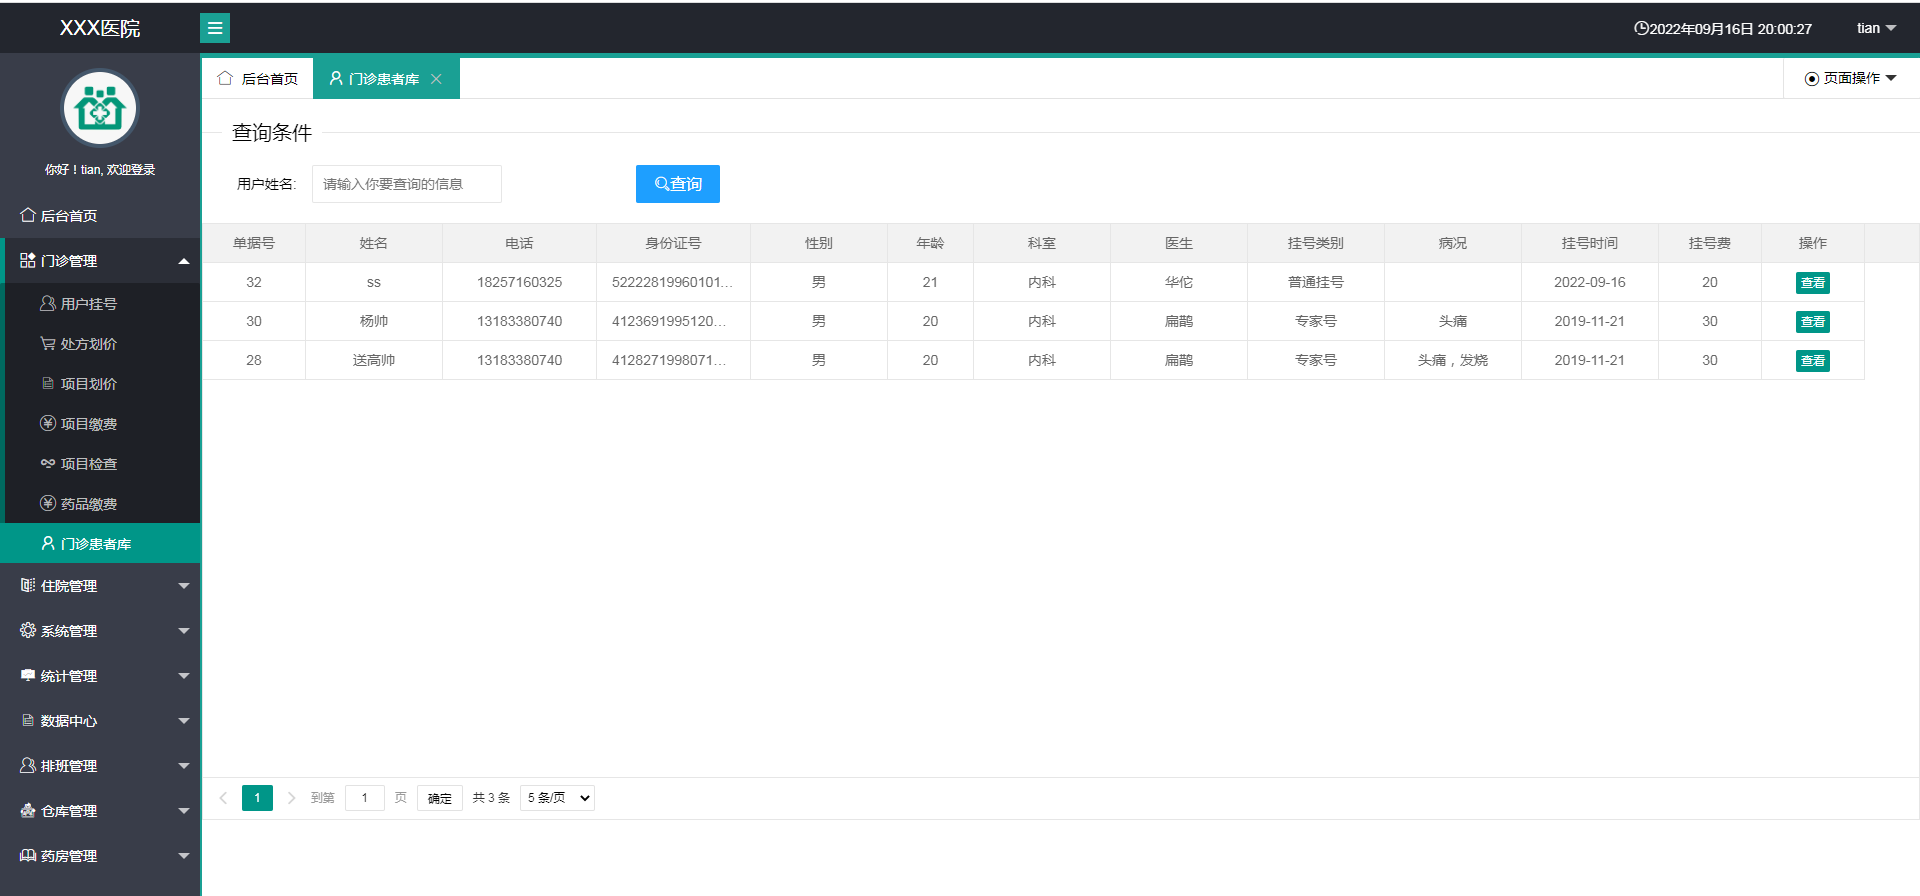 XXX医院
2022年09月16日 20:00:27
tian
你好！tian, 欢迎登录
后台首页
门诊管理
用户挂号
处方划价
项目划价
项目缴费
项目检查
药品缴费
门诊患者库
住院管理
系统管理
统计管理
数据中心
排班管理
仓库管理
药房管理
后台首页 门诊患者库 页面操作
查询条件
用户姓名: 请输入你要查询的信息 查询
单据号 姓名 电话 身份证号 性别 年龄 科室 医生 挂号类别 病况 挂号时间 挂号费 操作
32 ss 18257160325 52222819960101... 男 21 内科 华佗 普通挂号 2022-09-16 20 查看
30 杨帅 13183380740 4123691995120... 男 20 内科 扁鹊 专家号 头痛 2019-11-21 30 查看
28 送高帅 13183380740 4128271998071... 男 20 内科 扁鹊 专家号 头痛，发烧 2019-11-21 30 查看
1 到第 1 页 确定 共 3 条 5 条/页